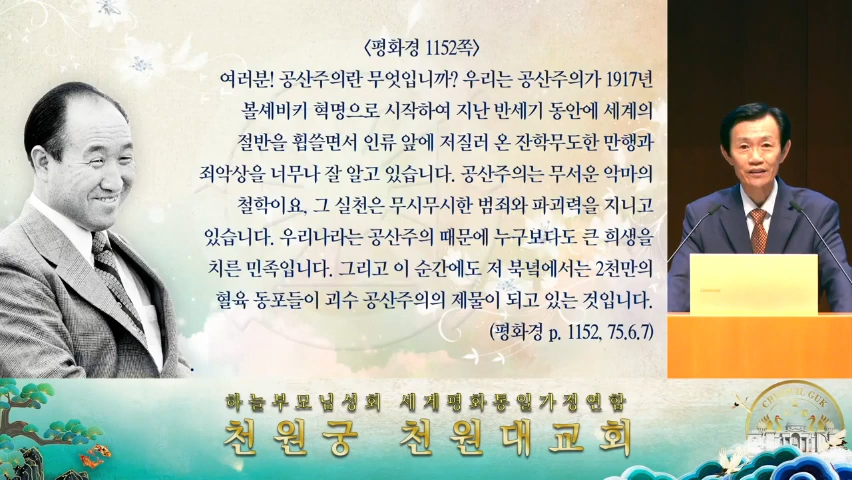 〈평화경 1152쪽〉
여러분! 공산주의란 무엇입니까? 우리는 공산주의가 1917년
볼셰비키 혁명으로 시작하여 지난 반세기 동안에 세계의
절반을 휩쓸면서 인류 앞에 저질러 온 잔학무도한 만행과
죄악상을 너무나 잘 알고 있습니다. 공산주의는 무서운 악마의
철학이요, 그 실천은 무시무시한 범죄와 파괴력을 지니고
있습니다. 우리나라는 공산주의 때문에 누구보다도 큰 희생을
치른 민족입니다. 그리고 이 순간에도 저 북녘에서는 2천만의
혈육 동포들이 괴수 공산주의의 제물이 되고 있는 것입니다.
(평화경 p. 1152, 75.6.7)
하늘부모님성회 세계평화통일가정연합
천원궁 천원대교회